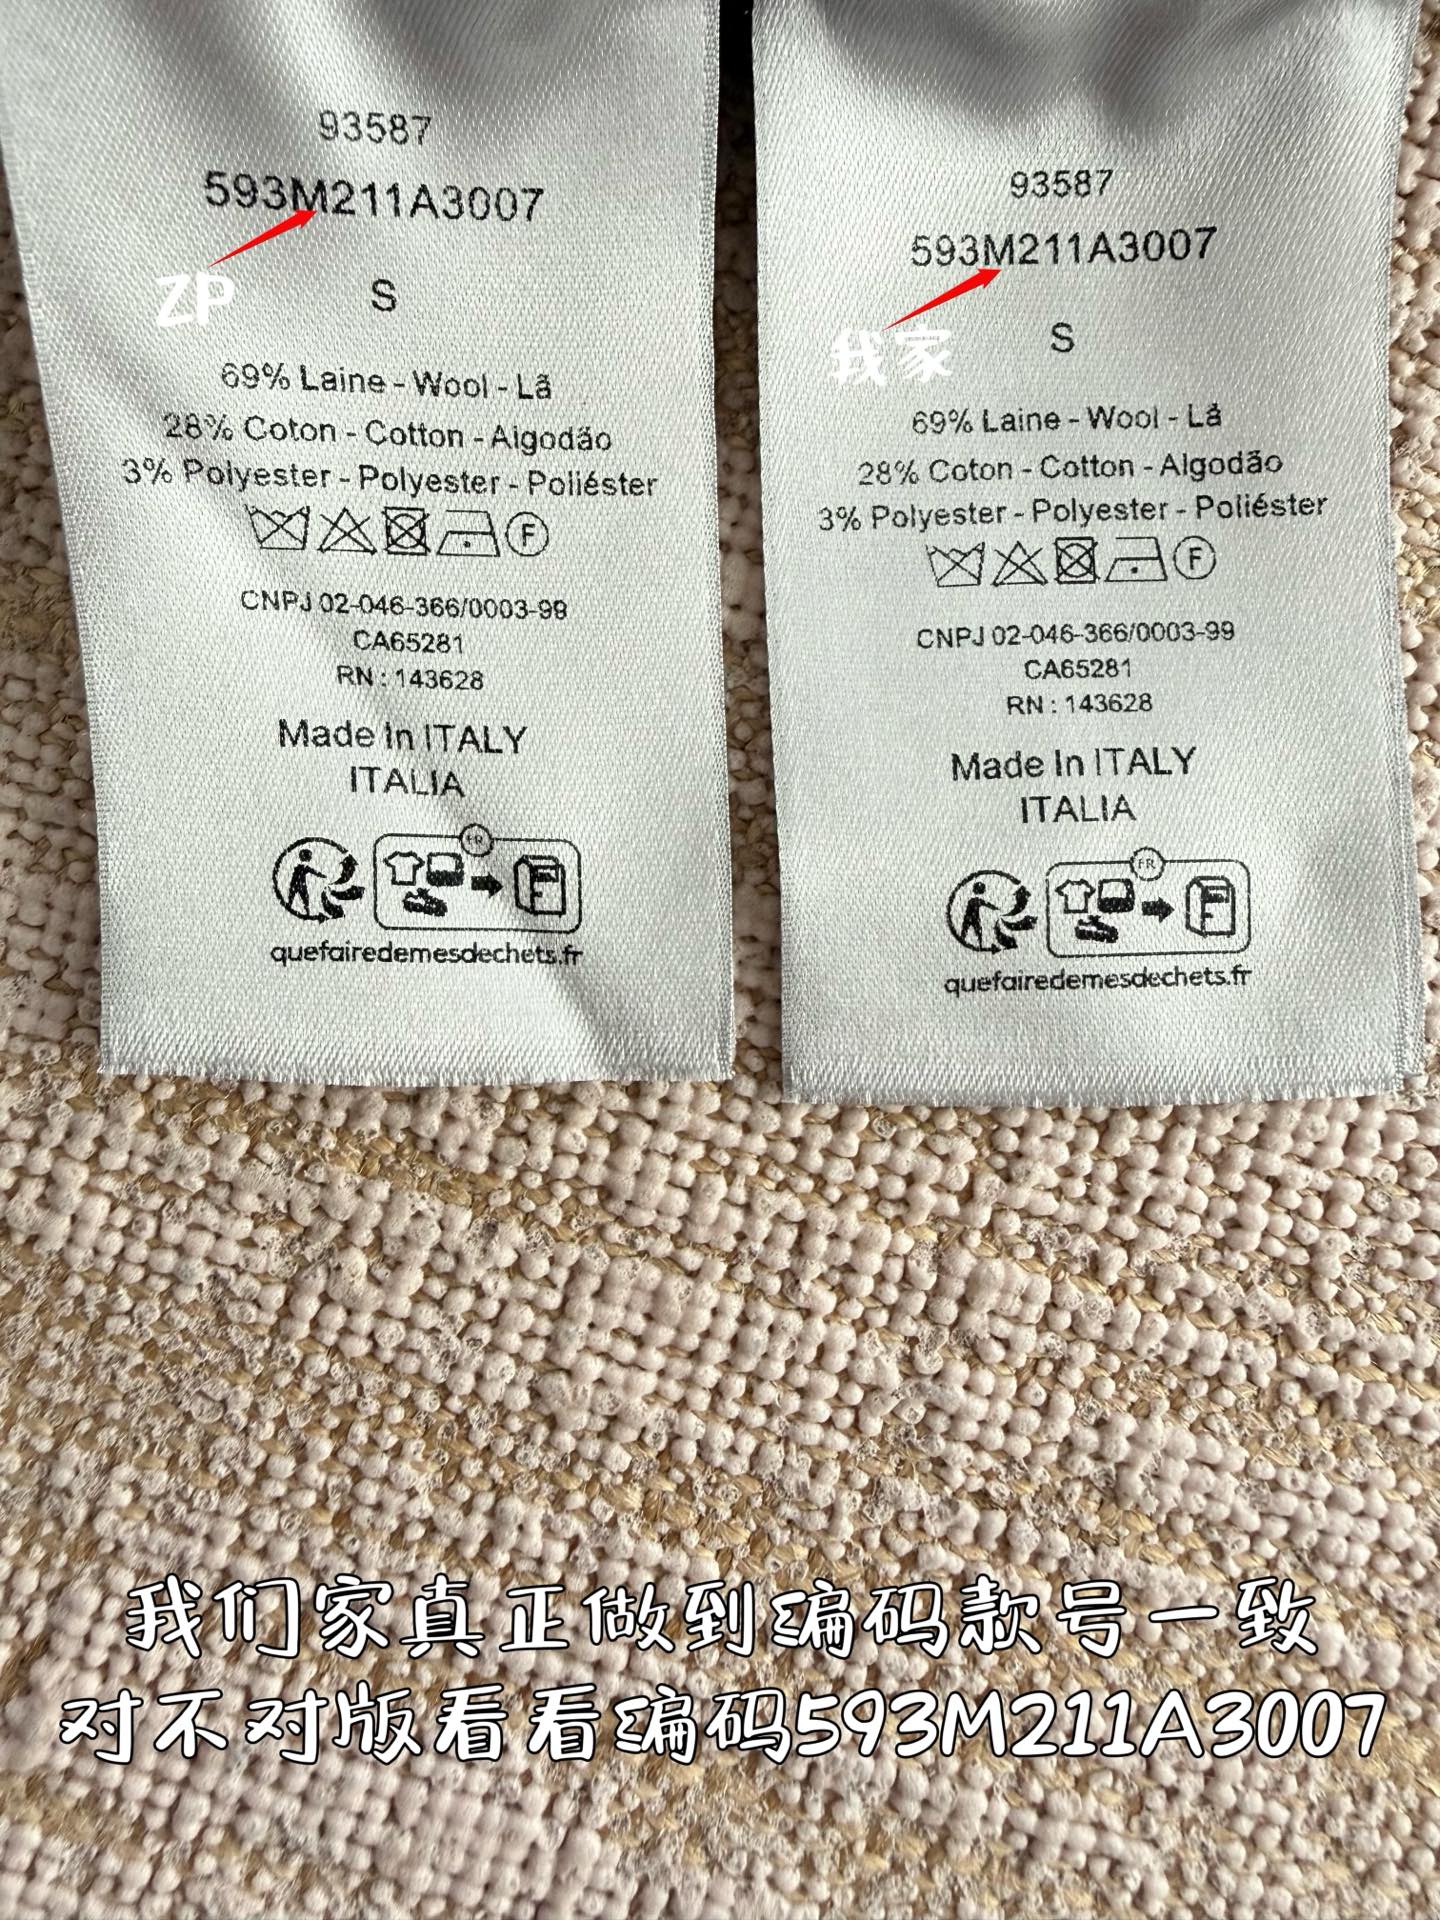 93587
593M211A3007
ZP
S
69% Laine - Wool - Lã
28% Coton - Cotton - Algodão
3% Polyester - Polyester - Poliéster
F
CNPJ 02-046-366/0003-99
CA65281
RN : 143628
Made In ITALY
ITALIA
FR
quefairedemesdechets.fr
93587
593M211A3007
我家
S
69% Laine - Wool - Lã
28% Coton - Cotton - Algodão
3% Polyester - Polyester - Poliéster
F
CNPJ 02-046-366/0003-99
CA65281
RN : 143628
Made In ITALY
ITALIA
FR
quefairedemesdechets.fr
我们家真正做到编码款号一致
对不对版看看编码593M211A3007